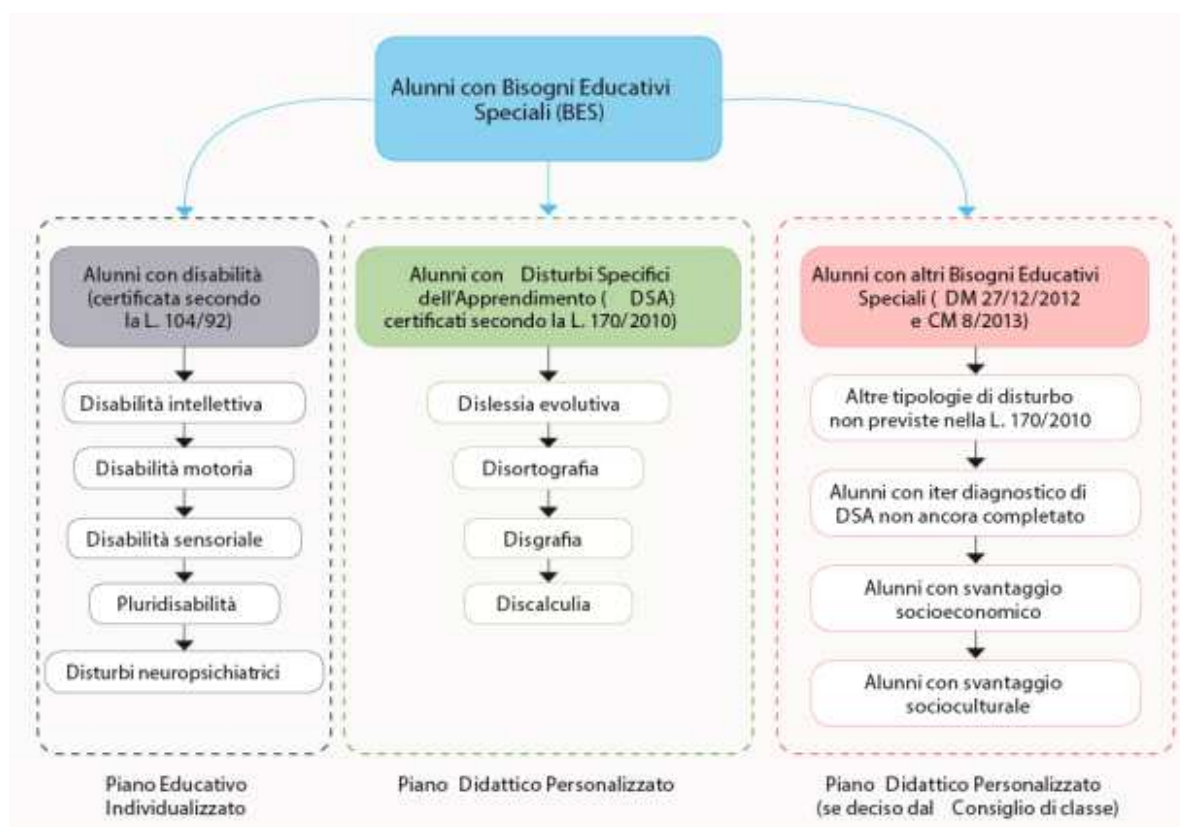 Alunni con Bisogni Educativi
Speciali (BES)
Alunni con disabilità
(certificata secondo
la L. 104/92)
Disabilità intellettiva
Disabilità motoria
Disabilità sensoriale
Pluridisabilità
Disturbi neuropsichiatrici
Piano Educativo
Individualizzato
Alunni con Disturbi Specifici
dell'Apprendimento ( DSA)
certificati secondo la L. 170/2010)
Dislessia evolutiva
Disortografia
Disgrafia
Discalculia
Piano Didattico Personalizzato
Alunni con altri Bisogni Educativi
Speciali ( DM 27/12/2012
e CM 8/2013)
Altre tipologie di disturbo
non previste nella L. 170/2010
Alunni con iter diagnostico di
DSA non ancora completato
Alunni con svantaggio
socioeconomico
Alunni con svantaggio
socioculturale
Piano Didattico Personalizzato
(se deciso dal Consiglio di classe)